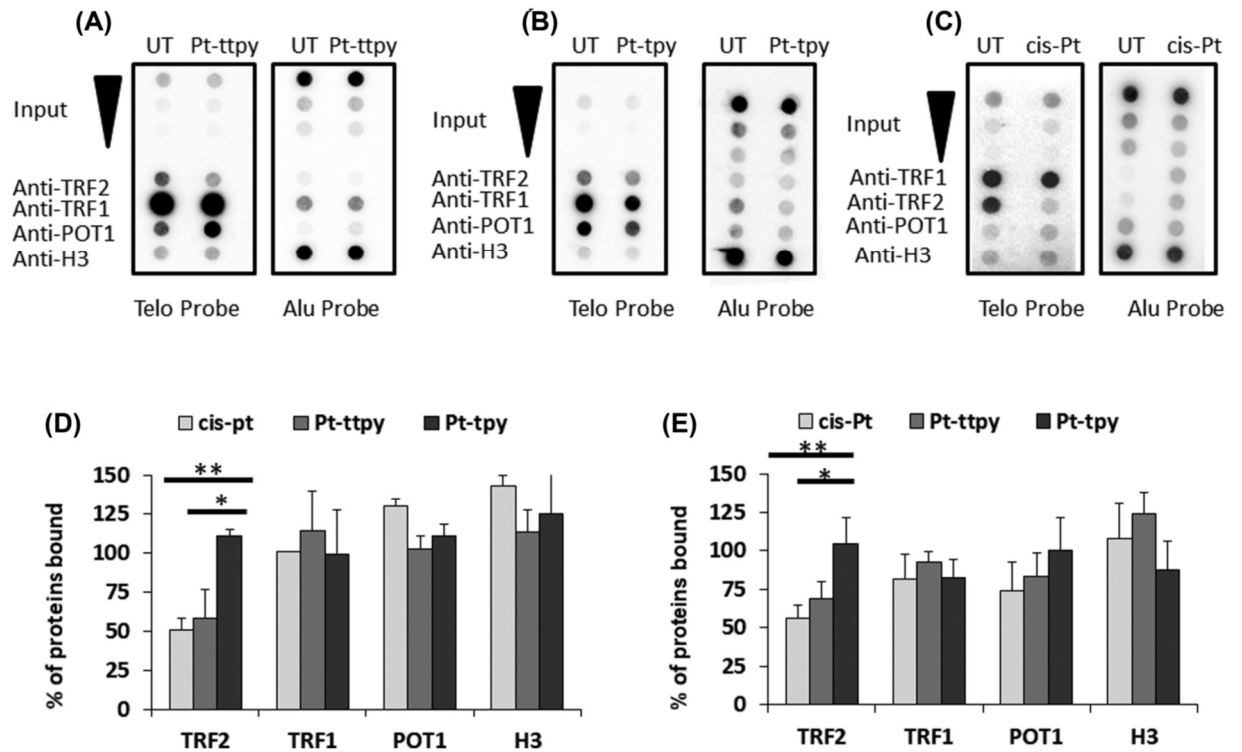 (A)
UT Pt-ttpy UT Pt-ttpy
Input
Anti-TRF2
Anti-TRF1
Anti-POT1
Anti-H3
Telo Probe Alu Probe
(B)
UT Pt-tpy UT Pt-tpy
Input
Anti-TRF2
Anti-TRF1
Anti-POT1
Anti-H3
Telo Probe Alu Probe
(C)
UT cis-Pt UT cis-Pt
Input
Anti-TRF1
Anti-TRF2
Anti-POT1
Anti-H3
Telo Probe Alu Probe
(D)
cis-pt Pt-ttpy Pt-tpy
% of proteins bound
150
125
100
75
50
25
0
**
*
TRF2 TRF1 POT1 H3
(E)
cis-Pt Pt-ttpy Pt-tpy
% of proteins bound
150
125
100
75
50
25
0
**
*
TRF2 TRF1 POT1 H3